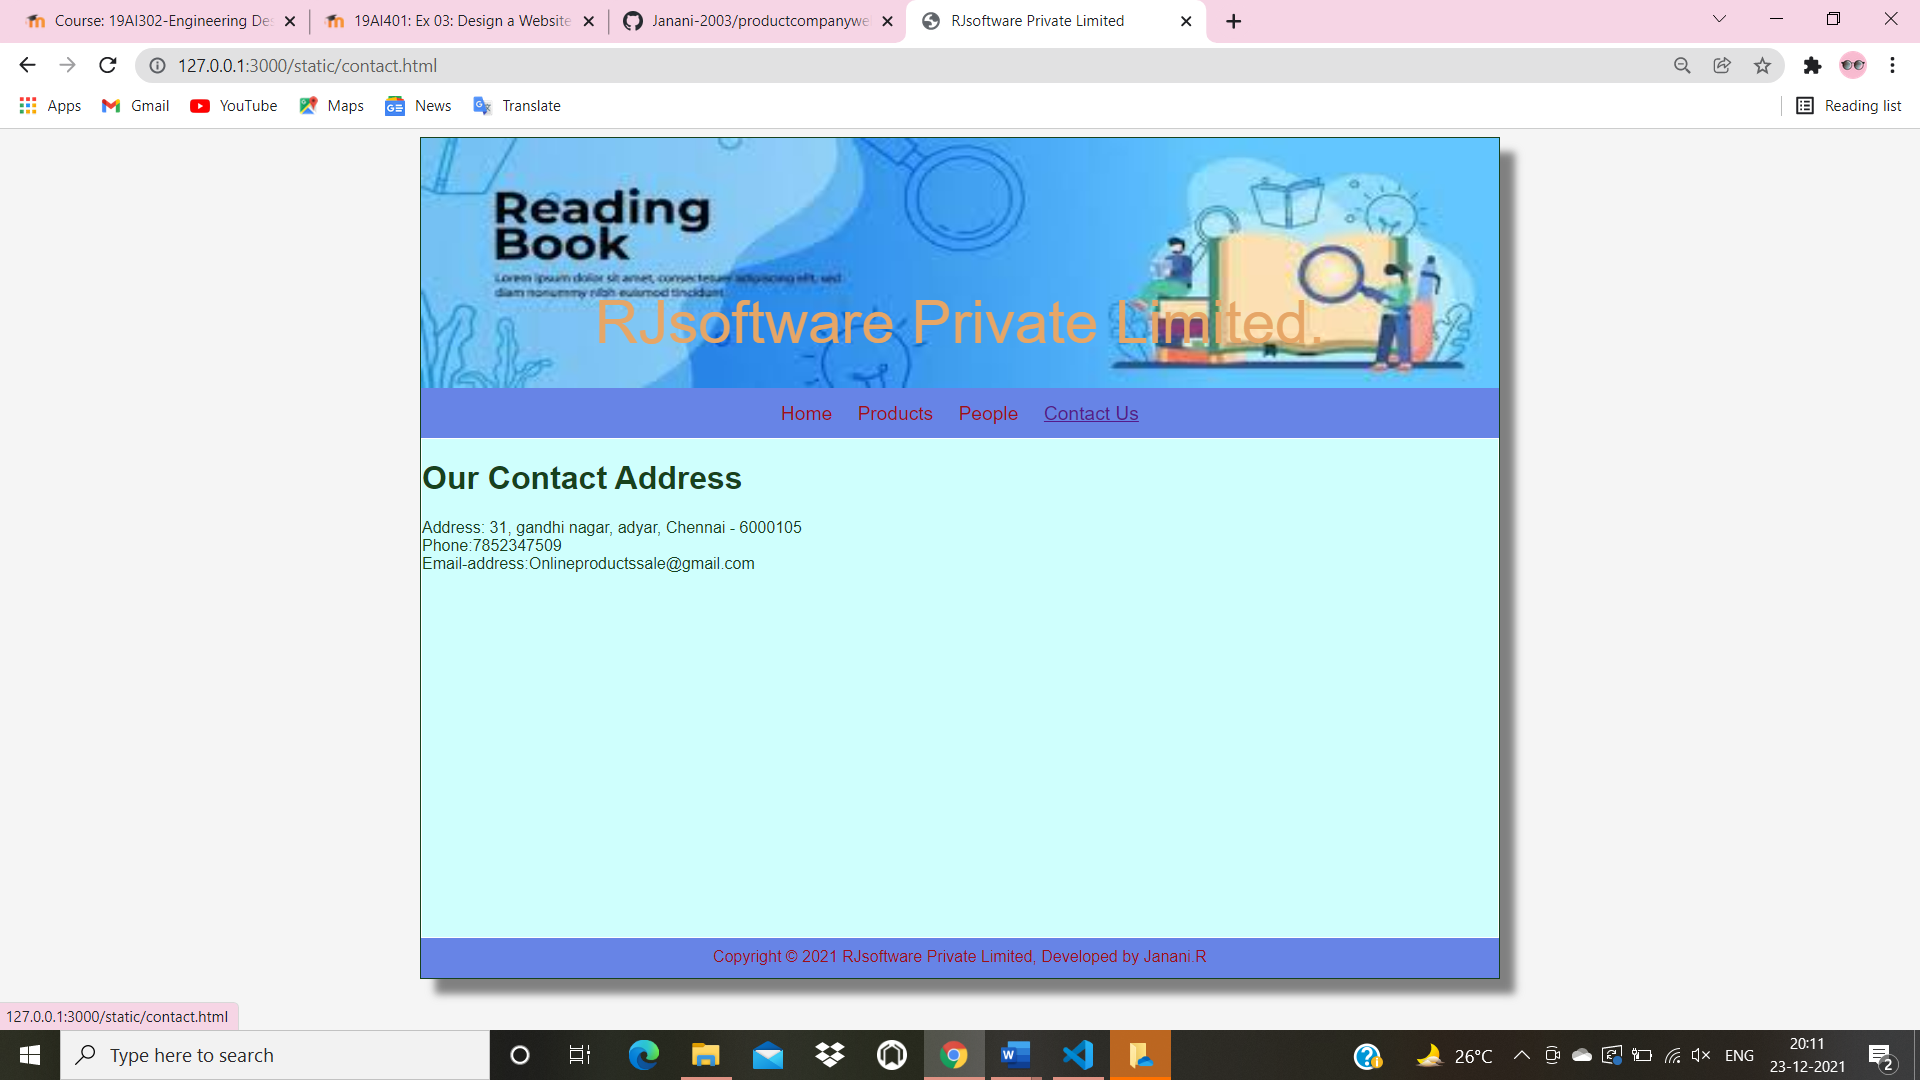 Course: 19AI302-Engineering Des
19AI401: Ex 03: Design a Website
Janani-2003/productcompanywe
RJsoftware Private Limited
127.0.0.1:3000/static/contact.html
Apps
Gmail
YouTube
Maps
News
Translate
Reading list
Reading
Book
Lorem ipsum dolor sit amet, consectetuer adipiscing elit, sed
diam nonummy nibh euismod tincidunt
RJsoftware Private Limited.
Home
Products
People
Contact Us
Our Contact Address
Address: 31, gandhi nagar, adyar, Chennai - 6000105
Phone:7852347509
Email-address:Onlineproductssale@gmail.com
Copyright © 2021 RJsoftware Private Limited, Developed by Janani.R
127.0.0.1:3000/static/contact.html
Type here to search
26°C
ENG
20:11
23-12-2021
2